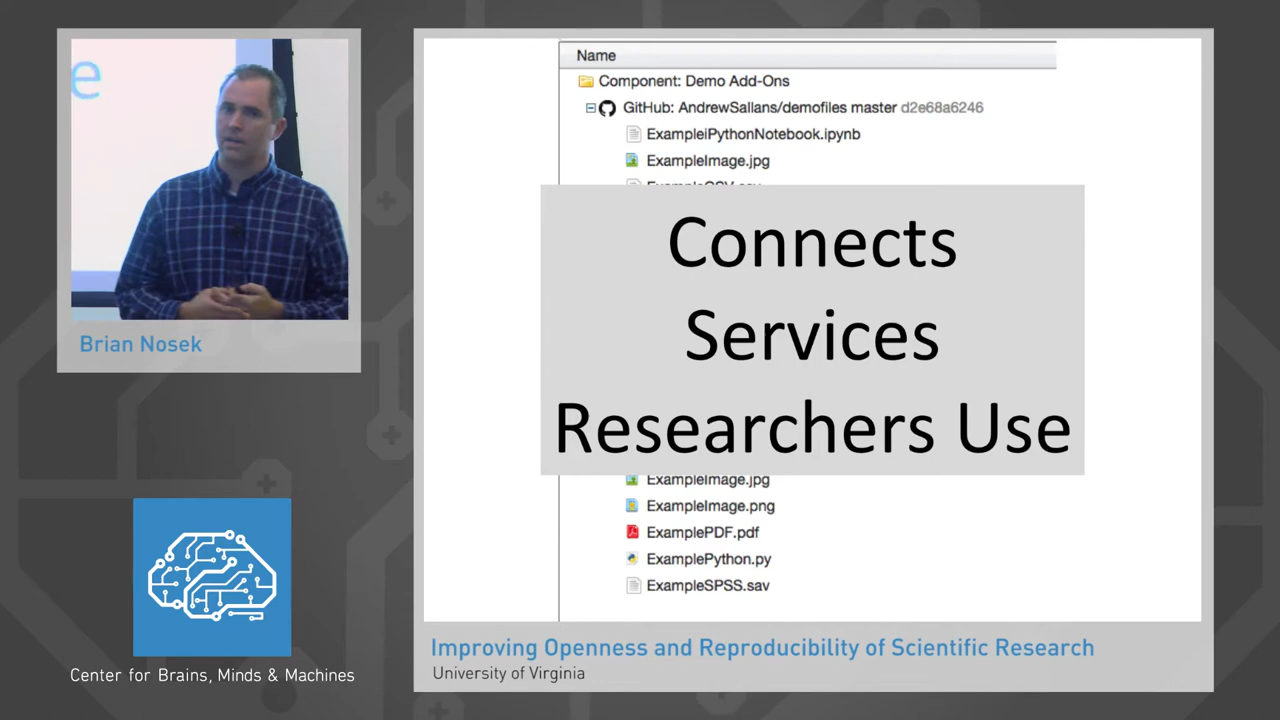 e
Brian Nosek
Center for Brains, Minds & Machines
Name
Component: Demo Add-Ons
GitHub: AndrewSallans/demofiles master d2e68a6246
ExampleiPythonNotebook.ipynb
ExampleImage.jpg
Connects
Services
Researchers Use
ExampleImage.jpg
ExampleImage.png
ExamplePDF.pdf
ExamplePython.py
ExampleSPSS.sav
Improving Openness and Reproducibility of Scientific Research
University of Virginia